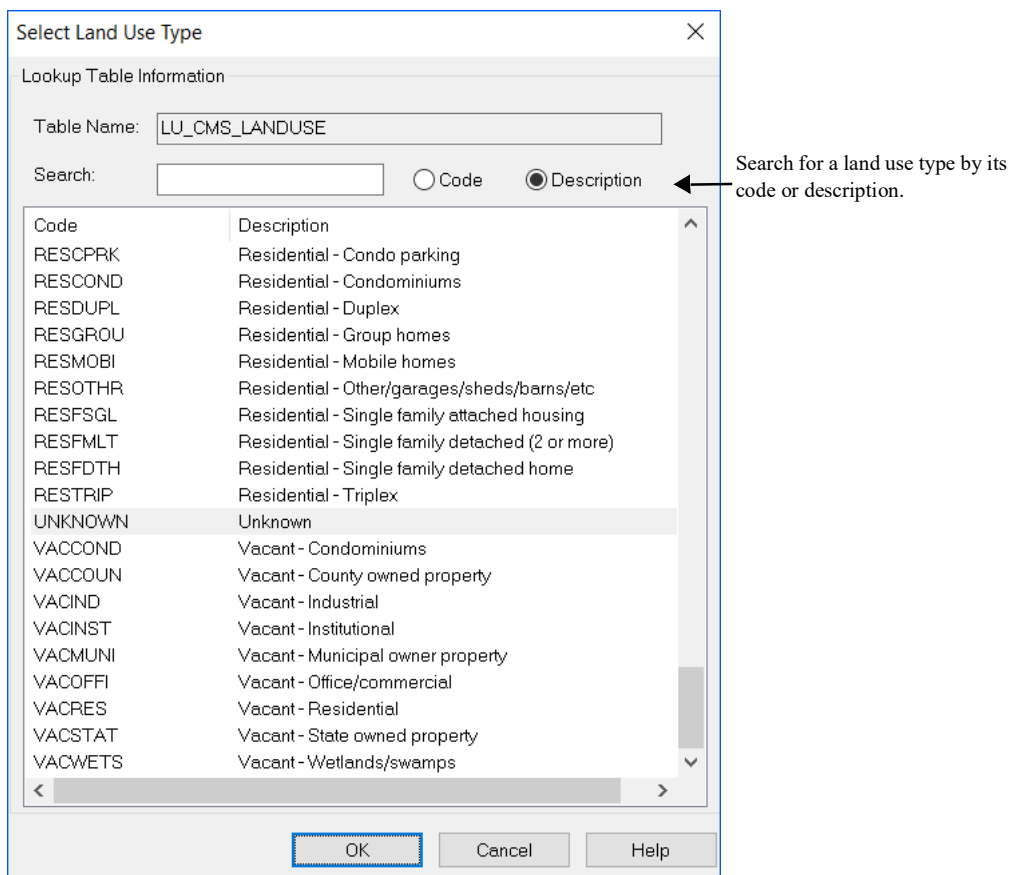 Select Land Use Type
Lookup Table Information
Table Name: LU_CMS_LANDUSE
Search: Code Description
Search for a land use type by its
code or description.
Code Description
RESCPRK Residential - Condo parking
RESCOND Residential - Condominiums
RESDUPL Residential - Duplex
RESGROU Residential - Group homes
RESMOBI Residential - Mobile homes
RESOTHR Residential - Other/garages/sheds/barns/etc
RESFSGL Residential - Single family attached housing
RESFMLT Residential - Single family detached (2 or more)
RESFDTH Residential - Single family detached home
RESTRIP Residential - Triplex
UNKNOWN Unknown
VACCOND Vacant - Condominiums
VACCOUN Vacant - County owned property
VACIND Vacant - Industrial
VACINST Vacant - Institutional
VACMUNI Vacant - Municipal owner property
VACOFFI Vacant - Office/commercial
VACRES Vacant - Residential
VACSTAT Vacant - State owned property
VACWETS Vacant - Wetlands/swamps
OK Cancel Help